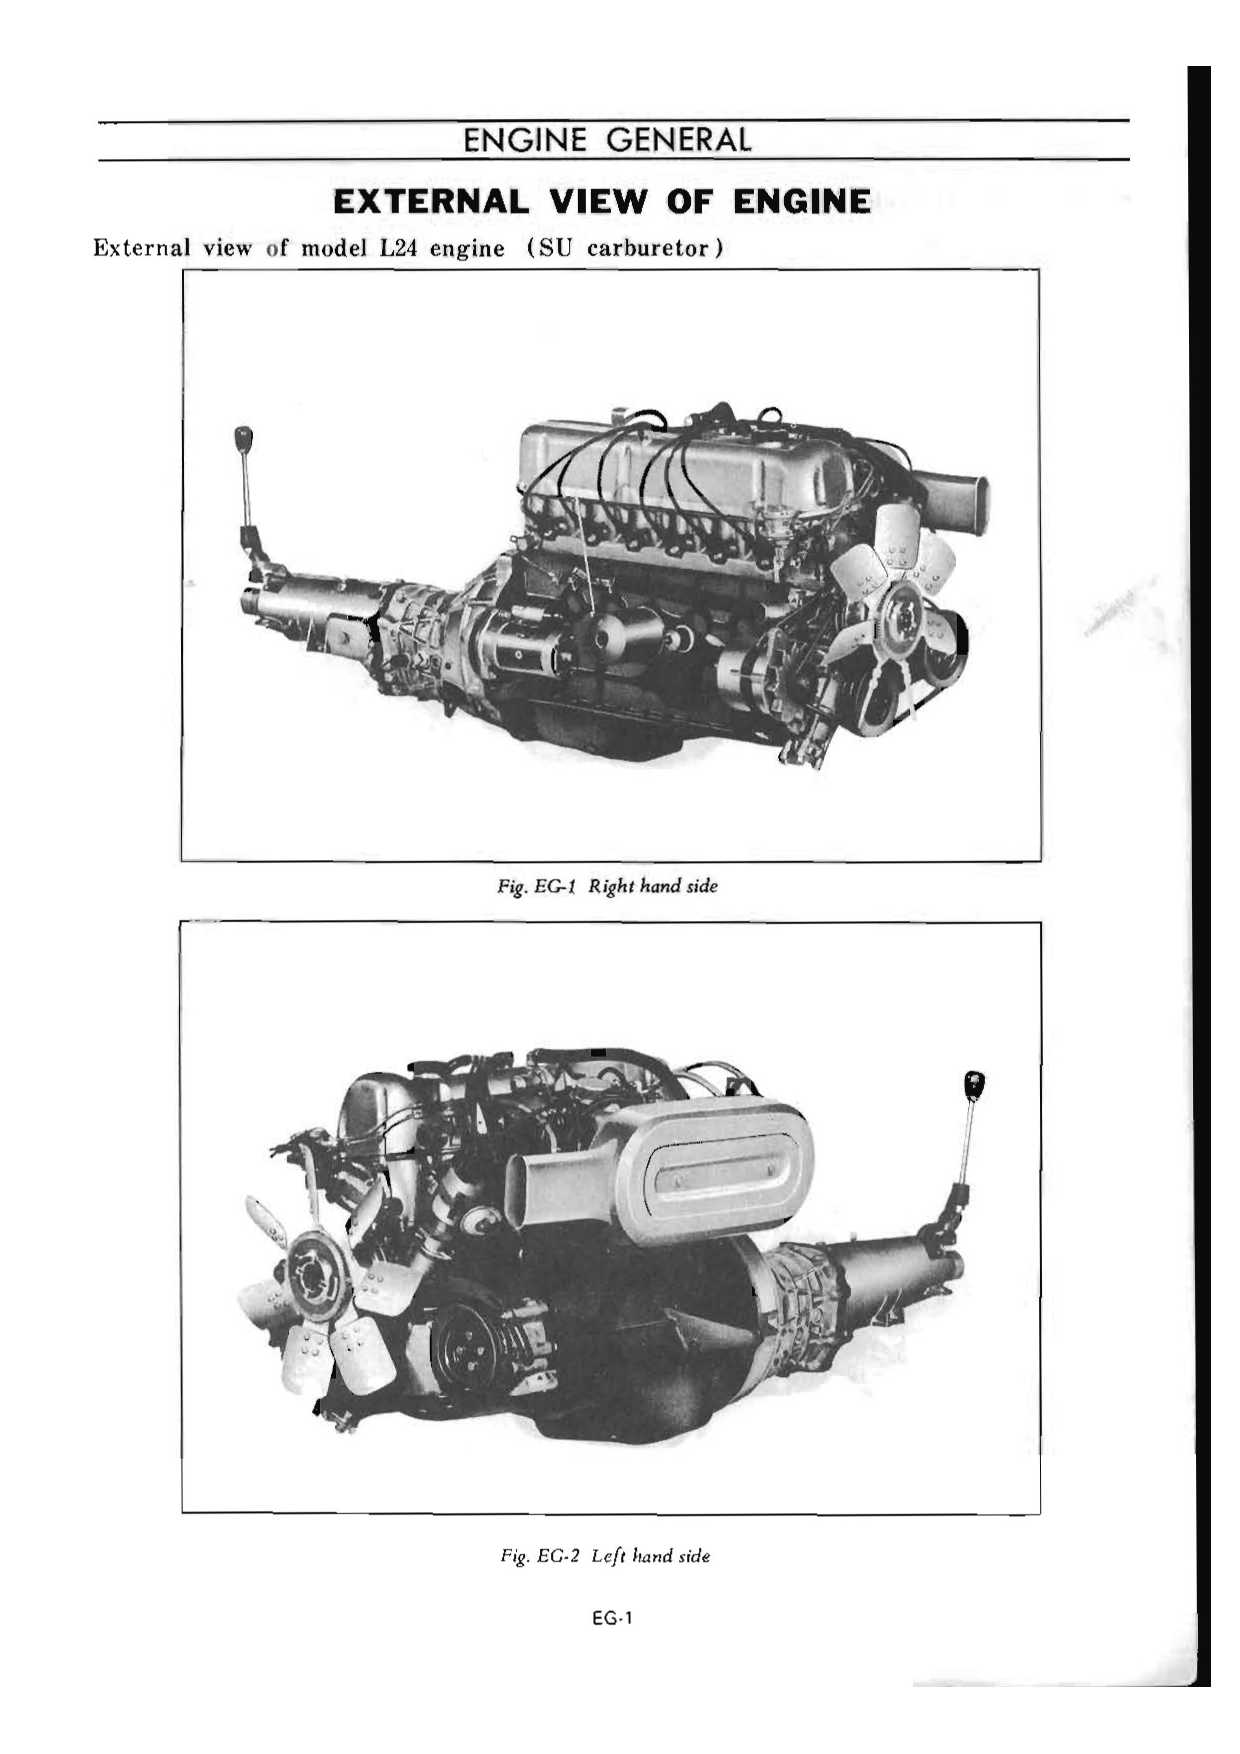 ENGINE GENERAL
EXTERNAL VIEW OF ENGINE
External view of model L24 engine (SU carburetor)
Fig. EG-1 Right hand side
Fig. EG-2 Left hand side
EG-1